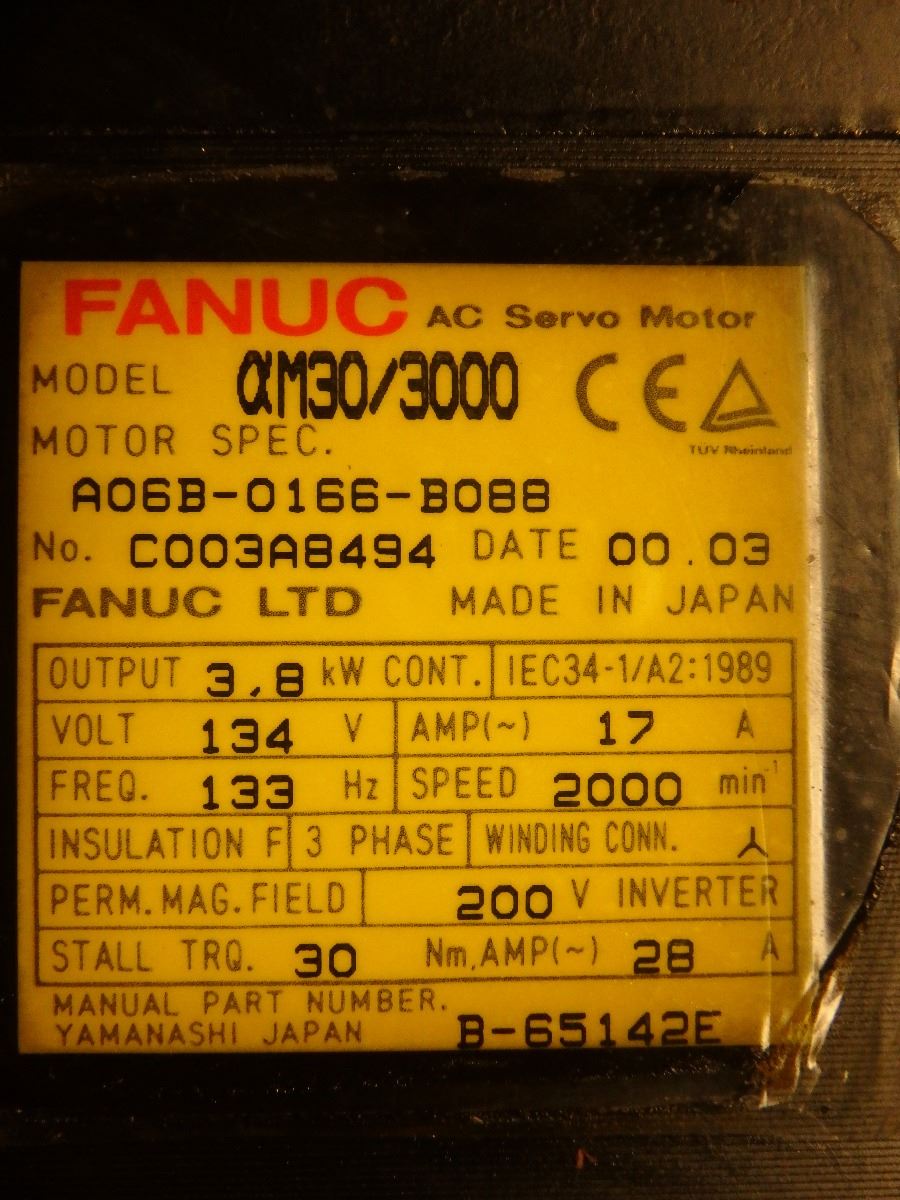 FANUC AC Servo Motor
MODEL αM30/3000 CE
TÜV Rheinland
MOTOR SPEC.
A06B-0166-B088
No. C003A8494 DATE 00.03
FANUC LTD MADE IN JAPAN
OUTPUT 3,8 kW CONT. IEC34-1/A2:1989
VOLT 134 V AMP(~) 17 A
FREQ. 133 Hz SPEED 2000 min⁻¹
INSULATION F 3 PHASE WINDING CONN.
PERM.MAG.FIELD 200 V INVERTER
STALL TRQ. 30 Nm,AMP(~) 28 A
MANUAL PART NUMBER.
YAMANASHI JAPAN B-65142E